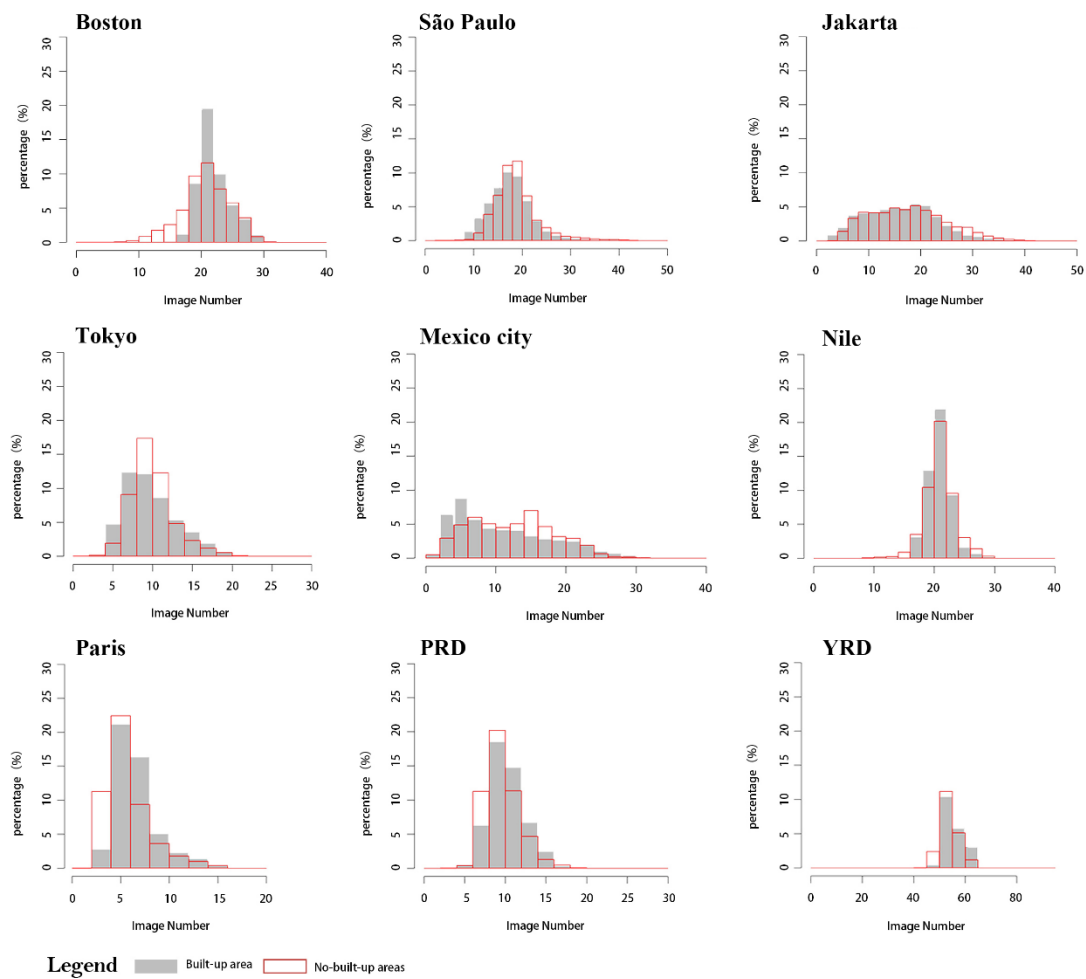 Boston
São Paulo
Jakarta
percentage (%)
0 5 10 15 20 25 30
0 10 20 30 40
Image Number
percentage (%)
0 5 10 15 20 25 30
0 10 20 30 40 50
Image Number
percentage (%)
0 5 10 15 20 25 30
0 10 20 30 40 50
Image Number
Tokyo
Mexico city
Nile
percentage (%)
0 5 10 15 20 25 30
0 5 10 15 20 25 30
Image Number
percentage (%)
0 5 10 15 20 25 30
0 10 20 30 40
Image Number
percentage (%)
0 5 10 15 20 25 30
0 10 20 30 40
Image Number
Paris
PRD
YRD
percentage (%)
0 5 10 15 20 25 30
0 5 10 15 20
Image Number
percentage (%)
0 5 10 15 20 25 30
0 5 10 15 20 25 30
Image Number
percentage (%)
0 5 10 15 20 25 30
0 20 40 60 80
Image Number
Legend Built-up area No-built-up areas